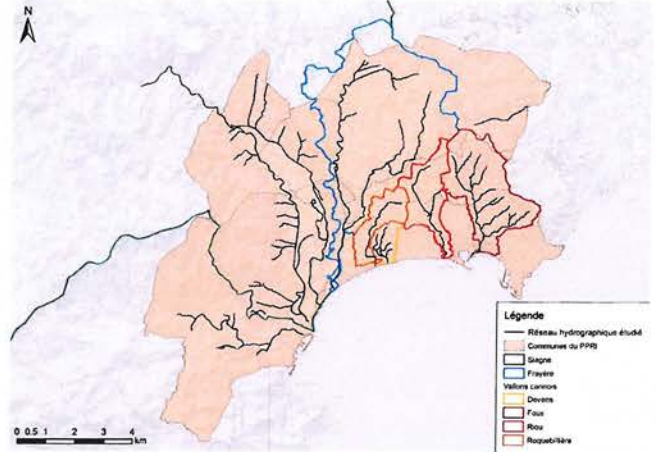 N
0 0.5 1 2 3 4
km
Légende
Réseau hydrographique étudié
Communes du PPRI
Siagne
Frayère
Vallons cannois
Devens
Foux
Riou
Roquebillière